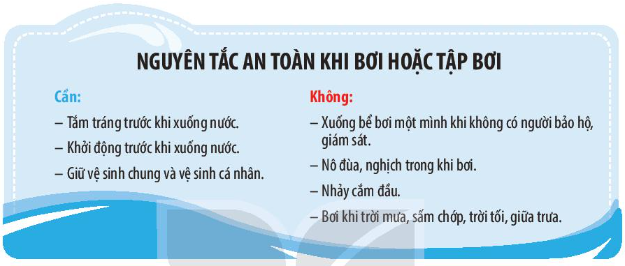 NGUYÊN TẮC AN TOÀN KHI BƠI HOẶC TẬP BƠI
Cần:
– Tắm tráng trước khi xuống nước.
– Khởi động trước khi xuống nước.
– Giữ vệ sinh chung và vệ sinh cá nhân.
Không:
– Xuống bể bơi một mình khi không có người bảo hộ,
giám sát.
– Nô đùa, nghịch trong khi bơi.
– Nhảy cắm đầu.
– Bơi khi trời mưa, sấm chớp, trời tối, giữa trưa.